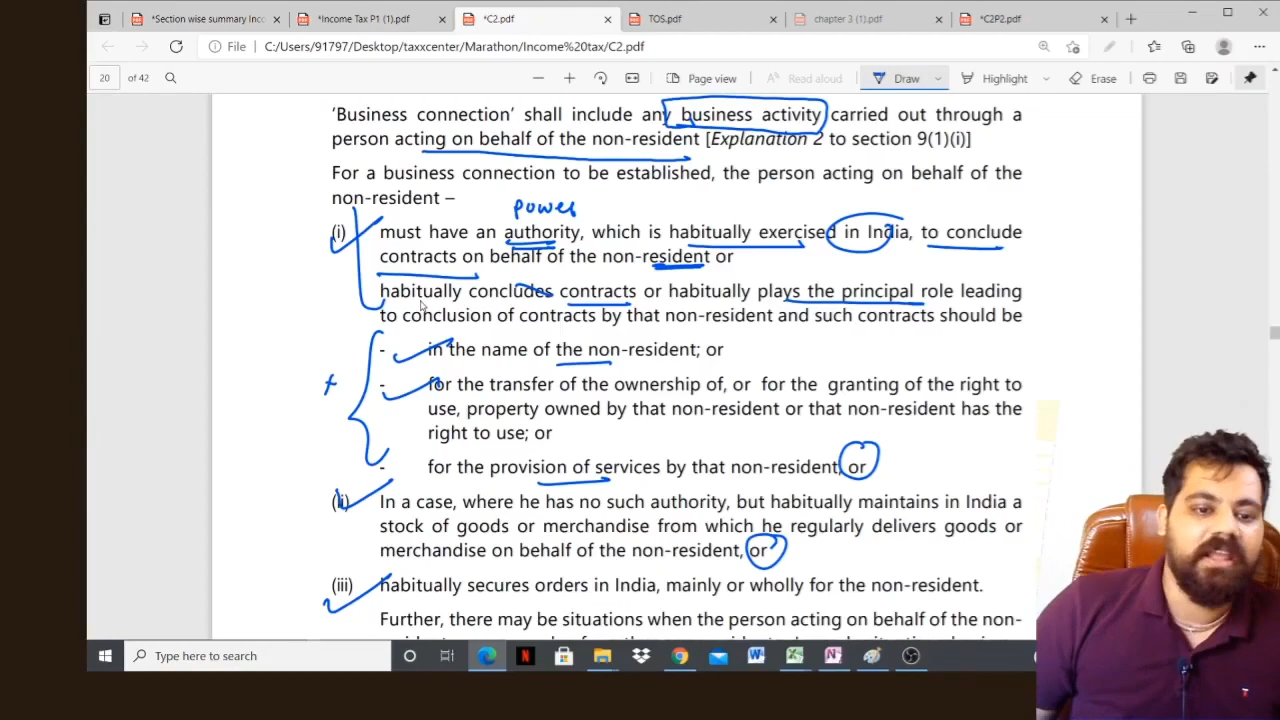 *Section wise summary Inco
*Income Tax P1 (1).pdf
*C2.pdf
TOS.pdf
chapter 3 (1).pdf
*C2P2.pdf
File
C:/Users/91797/Desktop/taxxcenter/Marathon/Income%20tax/C2.pdf
20 of 42
Page view
Read aloud
Draw
Highlight
Erase
'Business connection' shall include any business activity carried out through a
person acting on behalf of the non-resident [Explanation 2 to section 9(1)(i)]
For a business connection to be established, the person acting on behalf of the
non-resident –
power
(i) must have an authority, which is habitually exercised in India, to conclude
contracts on behalf of the non-resident or
habitually concludes contracts or habitually plays the principal role leading
to conclusion of contracts by that non-resident and such contracts should be
- in the name of the non-resident; or
- for the transfer of the ownership of, or for the granting of the right to
use, property owned by that non-resident or that non-resident has the
right to use; or
- for the provision of services by that non-resident, or
(ii) In a case, where he has no such authority, but habitually maintains in India a
stock of goods or merchandise from which he regularly delivers goods or
merchandise on behalf of the non-resident, or
(iii) habitually secures orders in India, mainly or wholly for the non-resident.
Further, there may be situations when the person acting on behalf of the non-
Type here to search